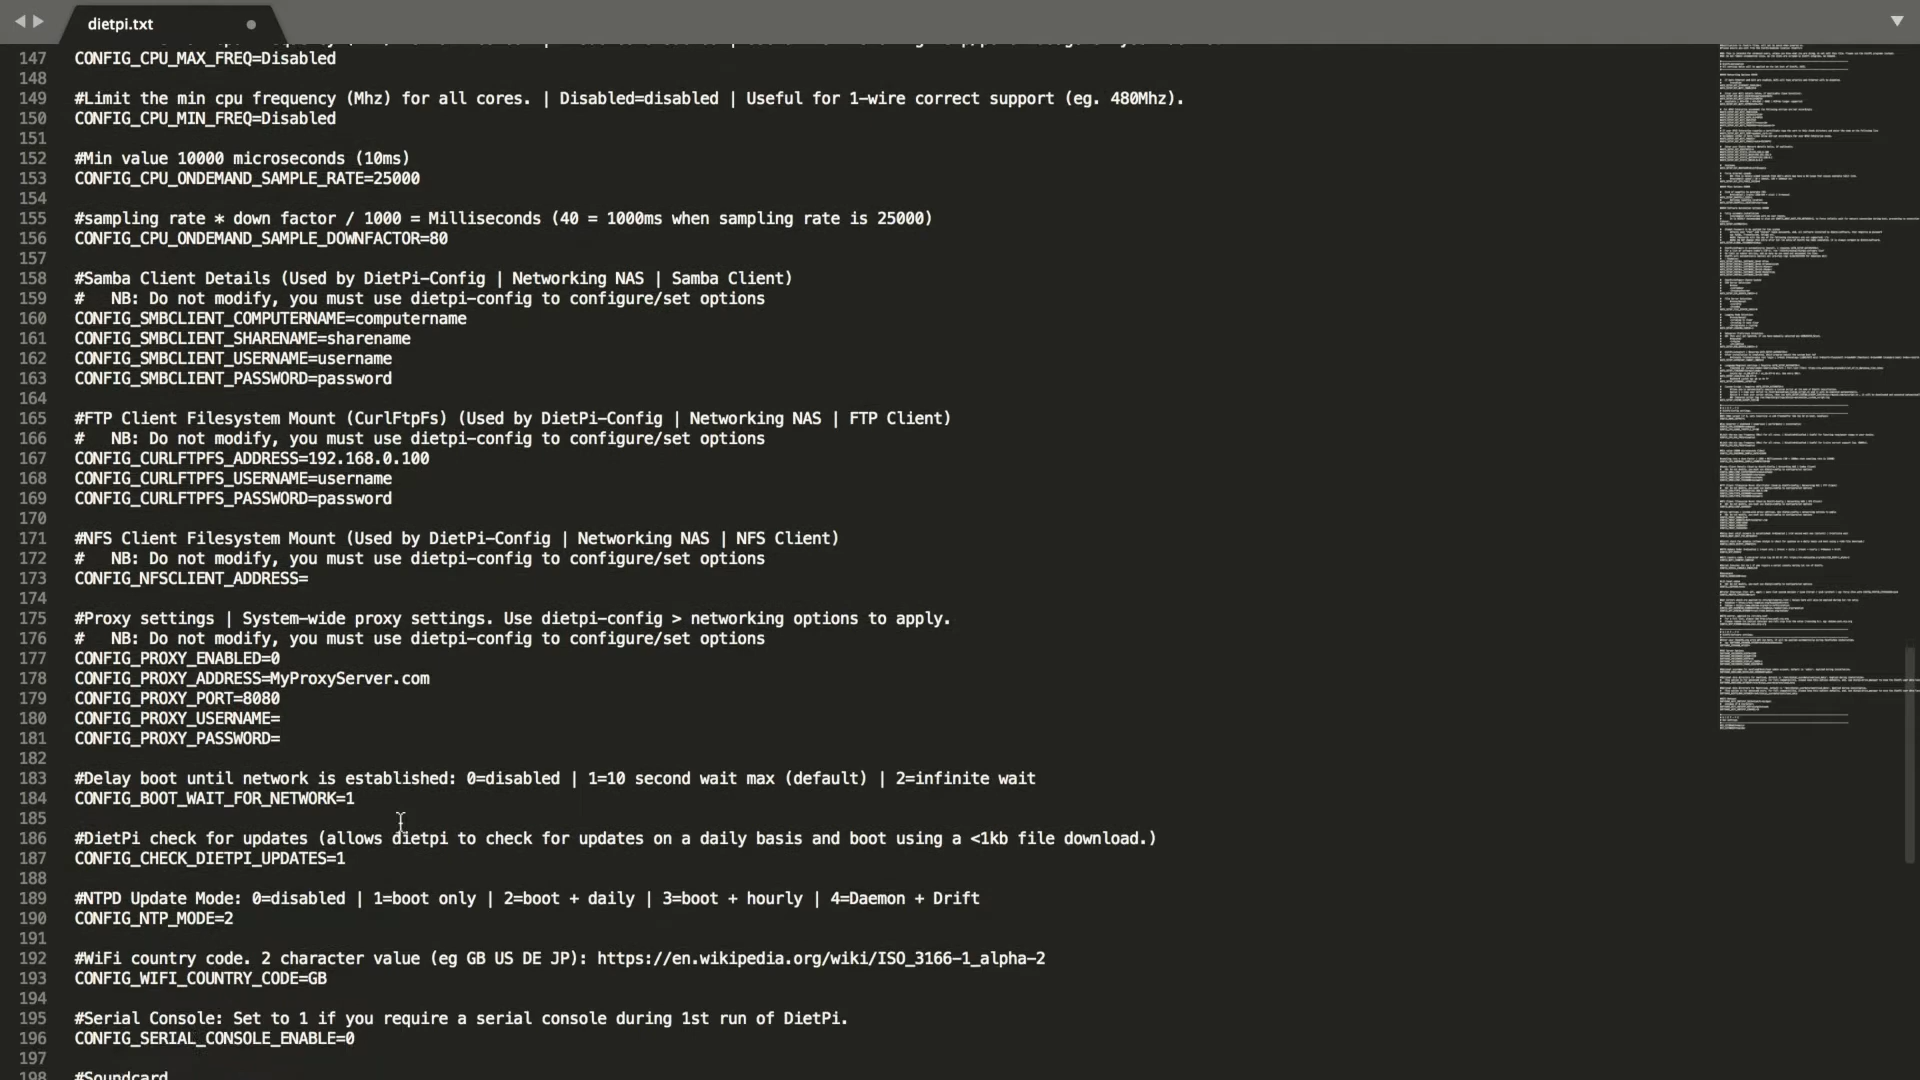 dietpi.txt
147 CONFIG_CPU_MAX_FREQ=Disabled
148
149 #Limit the min cpu frequency (Mhz) for all cores. | Disabled=disabled | Useful for 1-wire correct support (eg. 480Mhz).
150 CONFIG_CPU_MIN_FREQ=Disabled
151
152 #Min value 10000 microseconds (10ms)
153 CONFIG_CPU_ONDEMAND_SAMPLE_RATE=25000
154
155 #sampling rate * down factor / 1000 = Milliseconds (40 = 1000ms when sampling rate is 25000)
156 CONFIG_CPU_ONDEMAND_SAMPLE_DOWNFACTOR=80
157
158 #Samba Client Details (Used by DietPi-Config | Networking NAS | Samba Client)
159 #   NB: Do not modify, you must use dietpi-config to configure/set options
160 CONFIG_SMBCLIENT_COMPUTERNAME=computername
161 CONFIG_SMBCLIENT_SHARENAME=sharename
162 CONFIG_SMBCLIENT_USERNAME=username
163 CONFIG_SMBCLIENT_PASSWORD=password
164
165 #FTP Client Filesystem Mount (CurlFtpFs) (Used by DietPi-Config | Networking NAS | FTP Client)
166 #   NB: Do not modify, you must use dietpi-config to configure/set options
167 CONFIG_CURLFTPFS_ADDRESS=192.168.0.100
168 CONFIG_CURLFTPFS_USERNAME=username
169 CONFIG_CURLFTPFS_PASSWORD=password
170
171 #NFS Client Filesystem Mount (Used by DietPi-Config | Networking NAS | NFS Client)
172 #   NB: Do not modify, you must use dietpi-config to configure/set options
173 CONFIG_NFSCLIENT_ADDRESS=
174
175 #Proxy settings | System-wide proxy settings. Use dietpi-config > networking options to apply.
176 #   NB: Do not modify, you must use dietpi-config to configure/set options
177 CONFIG_PROXY_ENABLED=0
178 CONFIG_PROXY_ADDRESS=MyProxyServer.com
179 CONFIG_PROXY_PORT=8080
180 CONFIG_PROXY_USERNAME=
181 CONFIG_PROXY_PASSWORD=
182
183 #Delay boot until network is established: 0=disabled | 1=10 second wait max (default) | 2=infinite wait
184 CONFIG_BOOT_WAIT_FOR_NETWORK=1
185
186 #DietPi check for updates (allows dietpi to check for updates on a daily basis and boot using a <1kb file download.)
187 CONFIG_CHECK_DIETPI_UPDATES=1
188
189 #NTPD Update Mode: 0=disabled | 1=boot only | 2=boot + daily | 3=boot + hourly | 4=Daemon + Drift
190 CONFIG_NTP_MODE=2
191
192 #WiFi country code. 2 character value (eg GB US DE JP): https://en.wikipedia.org/wiki/ISO_3166-1_alpha-2
193 CONFIG_WIFI_COUNTRY_CODE=GB
194
195 #Serial Console: Set to 1 if you require a serial console during 1st run of DietPi.
196 CONFIG_SERIAL_CONSOLE_ENABLE=0
197
198 #Soundcard